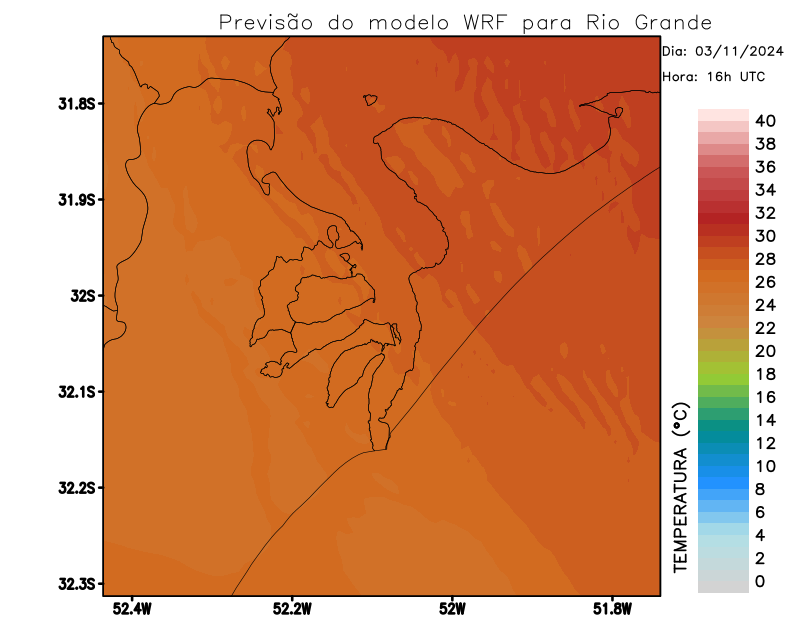 Previsão do modelo WRF para Rio Grande
Dia: 03/11/2024
Hora: 16h UTC
31.8S
31.9S
32S
32.1S
32.2S
32.3S
52.4W
52.2W
52W
51.8W
TEMPERATURA (°C)
40
38
36
34
32
30
28
26
24
22
20
18
16
14
12
10
8
6
4
2
0